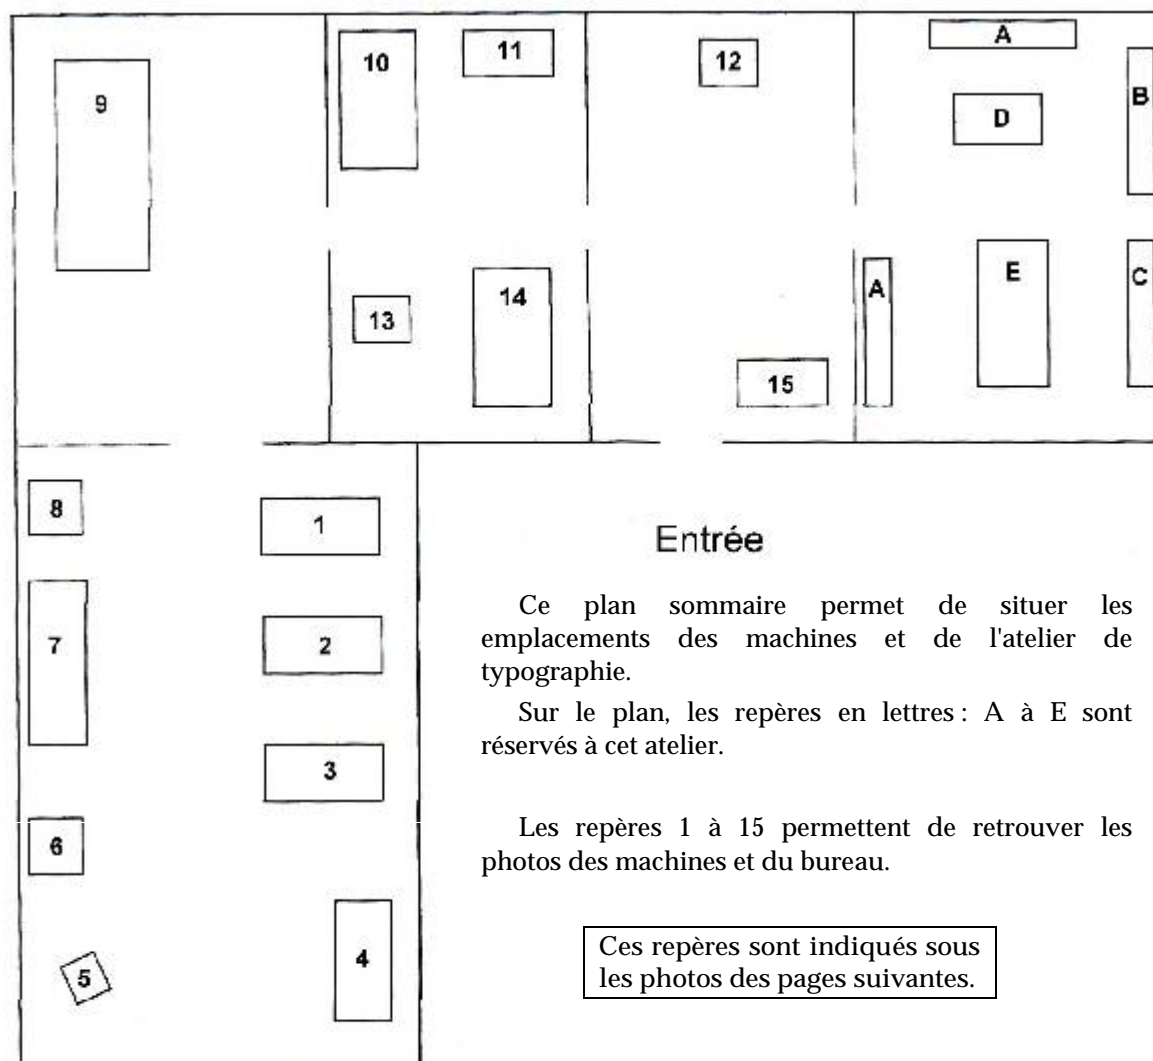 A
11
10
12
B
9
D
E
C
A
14
13
15
8
1
Entrée
Ce plan sommaire permet de situer les
emplacements des machines et de l'atelier de
typographie.
Sur le plan, les repères en lettres : A à E sont
réservés à cet atelier.
Les repères 1 à 15 permettent de retrouver les
photos des machines et du bureau.
Ces repères sont indiqués sous
les photos des pages suivantes.
7
2
3
6
4
5